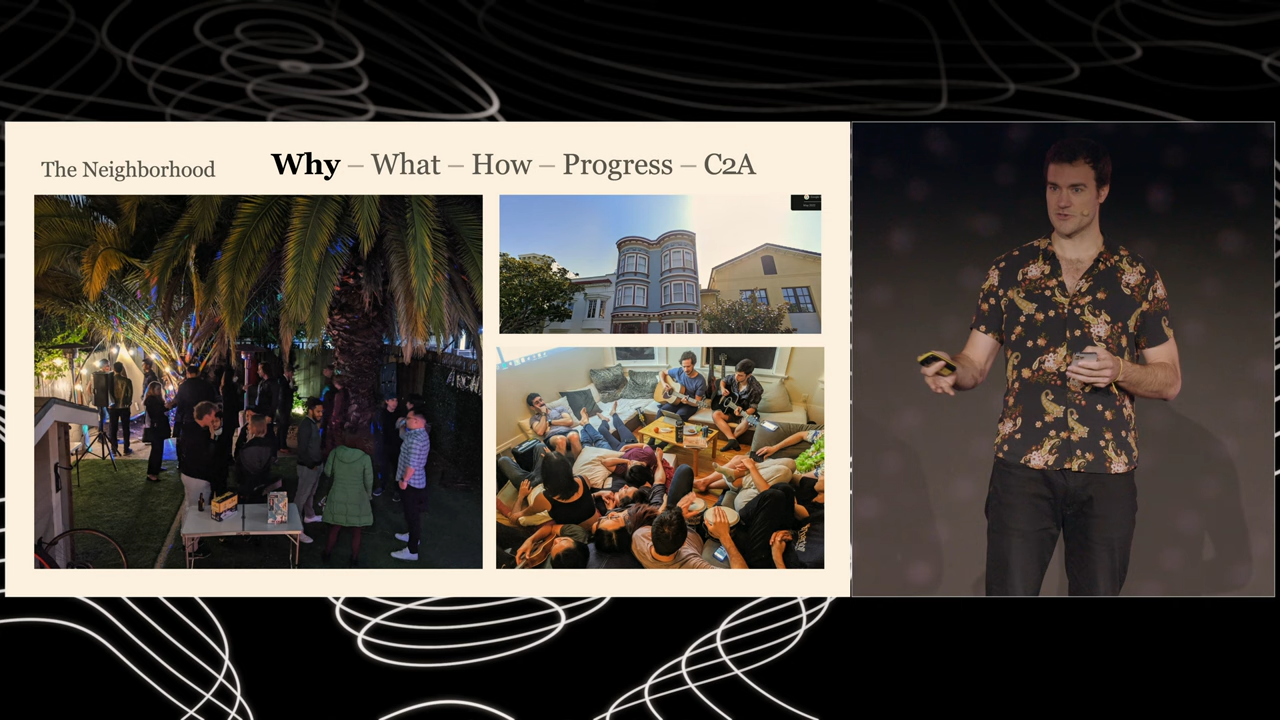 The Neighborhood
Why – What – How – Progress – C2A